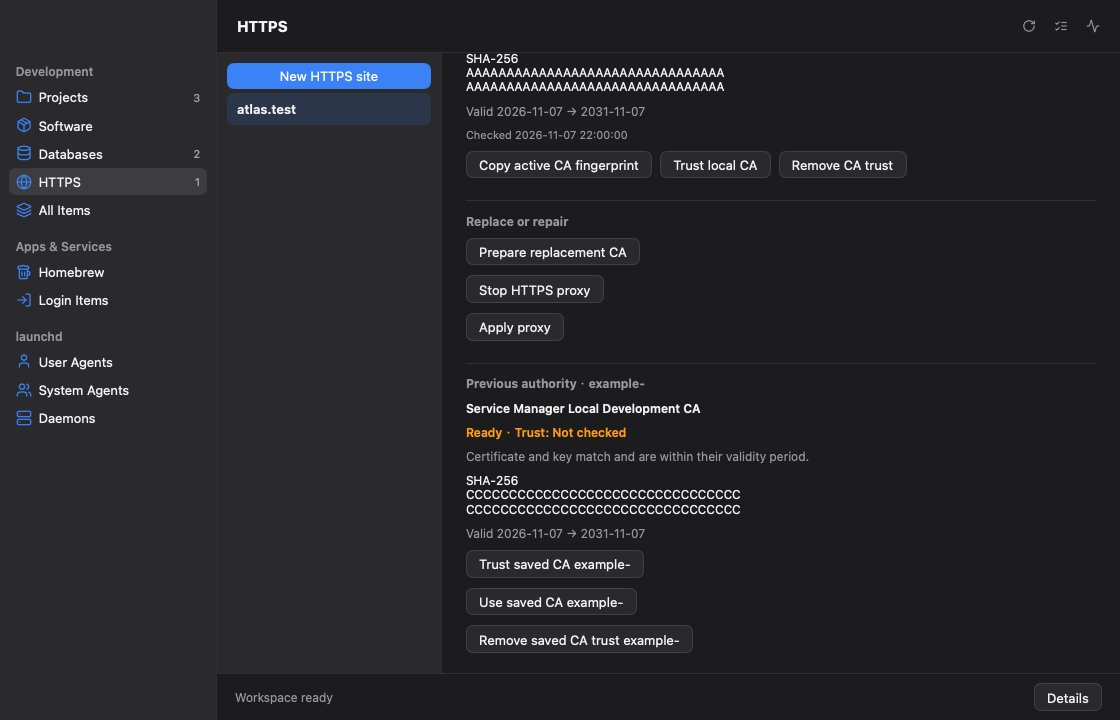 HTTPS
Development
Projects 3
Software
Databases 2
HTTPS 1
All Items
Apps & Services
Homebrew
Login Items
launchd
User Agents
System Agents
Daemons
New HTTPS site
atlas.test
SHA-256
AAAAAAAAAAAAAAAAAAAAAAAAAAAAAAAA
AAAAAAAAAAAAAAAAAAAAAAAAAAAAAAAA
Valid 2026-11-07 → 2031-11-07
Checked 2026-11-07 22:00:00
Copy active CA fingerprint
Trust local CA
Remove CA trust
Replace or repair
Prepare replacement CA
Stop HTTPS proxy
Apply proxy
Previous authority · example-
Service Manager Local Development CA
Ready · Trust: Not checked
Certificate and key match and are within their validity period.
SHA-256
CCCCCCCCCCCCCCCCCCCCCCCCCCCCCCCC
CCCCCCCCCCCCCCCCCCCCCCCCCCCCCCCC
Valid 2026-11-07 → 2031-11-07
Trust saved CA example-
Use saved CA example-
Remove saved CA trust example-
Workspace ready
Details